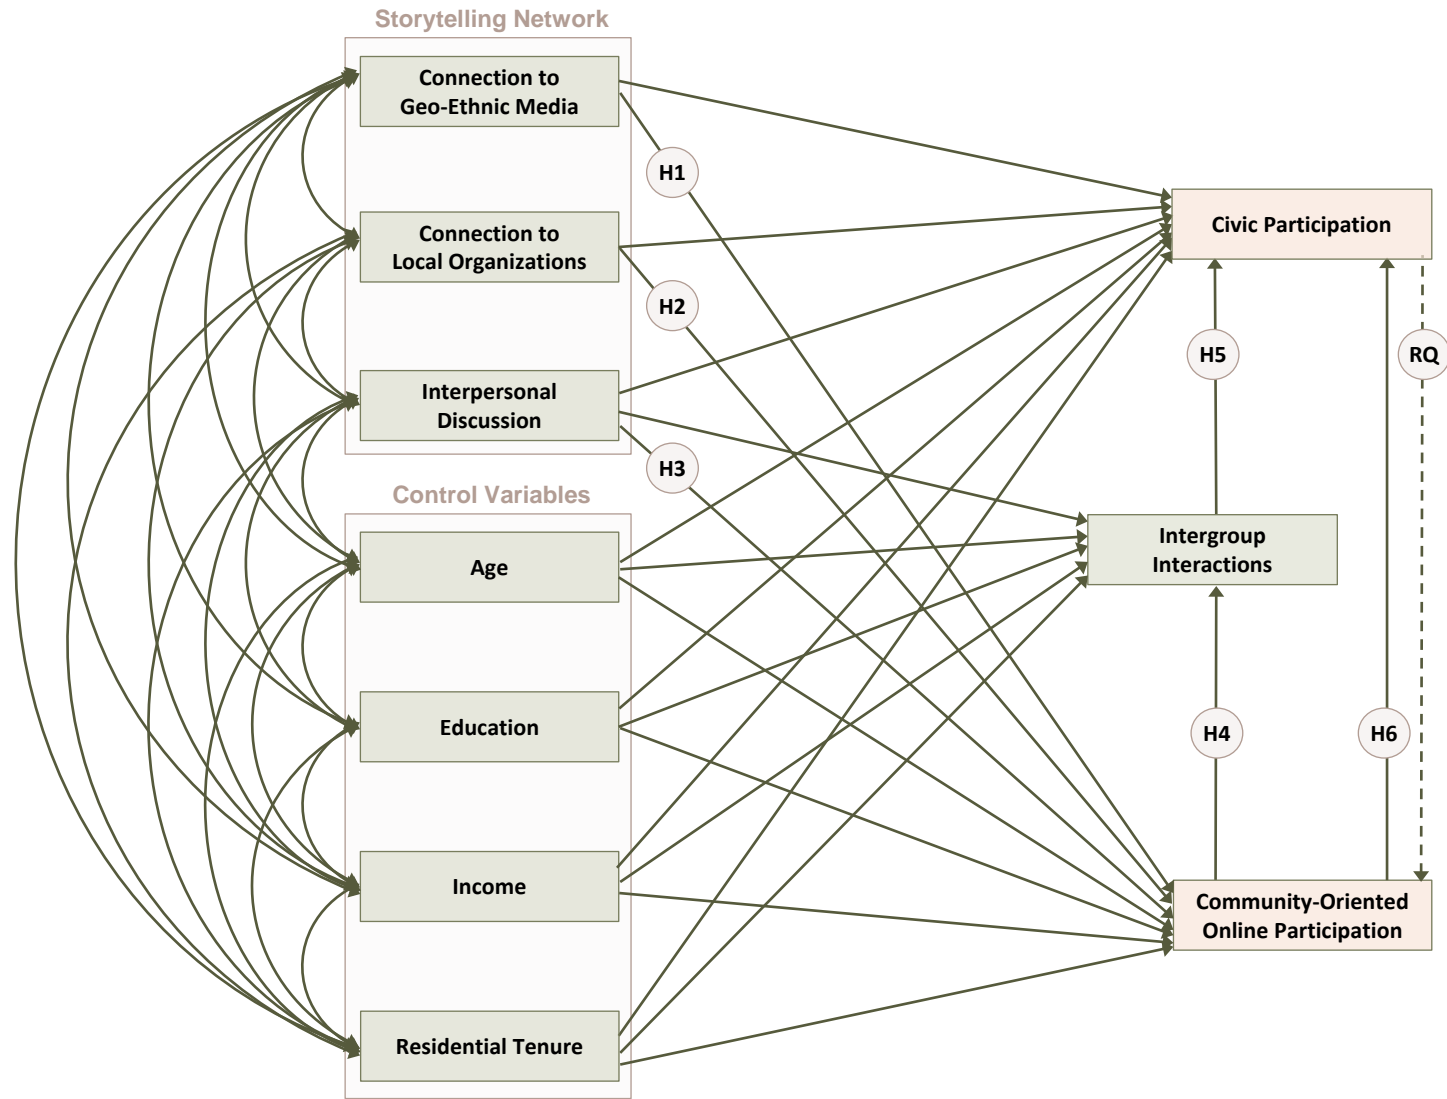 Storytelling Network
Connection to
Geo-Ethnic Media
H1
Connection to
Local Organizations
H2
Interpersonal
Discussion
H3
Control Variables
Age
Education
Income
Residential Tenure
Civic Participation
H5
RQ
Intergroup
Interactions
H4
H6
Community-Oriented
Online Participation